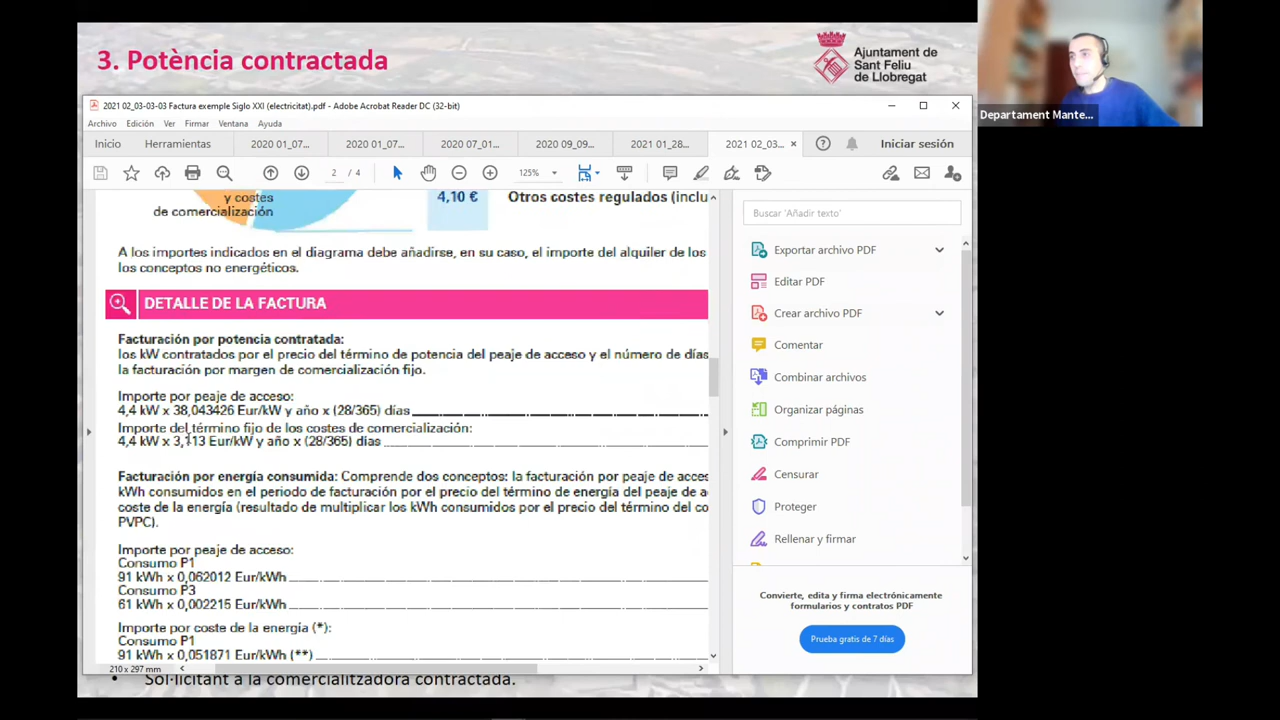 3. Potència contractada
Ajuntament de
Sant Feliu
de Llobregat
Departament Mante...
2021 02_03-03-03 Factura exemple Siglo XXI (electricitat).pdf - Adobe Acrobat Reader DC (32-bit)
Archivo Edición Ver Firmar Ventana Ayuda
Inicio Herramientas 2020 01_07... 2020 01_07... 2020 07_01... 2020 09_09... 2021 01_28... 2021 02_03... × Iniciar sesión
2 / 4 125%
y costes
de comercialización
4,10 € Otros costes regulados (inclu
A los importes indicados en el diagrama debe añadirse, en su caso, el importe del alquiler de los
los conceptos no energéticos.
DETALLE DE LA FACTURA
Facturación por potencia contratada:
los kW contratados por el precio del término de potencia del peaje de acceso y el número de días
la facturación por margen de comercialización fijo.
Importe por peaje de acceso:
4,4 kW x 38,043426 Eur/kW y año x (28/365) días
Importe del término fijo de los costes de comercialización:
4,4 kW x 3,113 Eur/kW y año x (28/365) días
Facturación por energía consumida: Comprende dos conceptos: la facturación por peaje de acces
kWh consumidos en el periodo de facturación por el precio del término de energía del peaje de a
coste de la energía (resultado de multiplicar los kWh consumidos por el precio del término del co
PVPC).
Importe por peaje de acceso:
Consumo P1
91 kWh x 0,062012 Eur/kWh
Consumo P3
61 kWh x 0,002215 Eur/kWh
Importe por coste de la energía (*):
Consumo P1
91 kWh x 0,051871 Eur/kWh (**)
210 x 297 mm
Buscar 'Añadir texto'
Exportar archivo PDF
Editar PDF
Crear archivo PDF
Comentar
Combinar archivos
Organizar páginas
Comprimir PDF
Censurar
Proteger
Rellenar y firmar
Convierte, edita y firma electrónicamente
formularios y contratos PDF
Prueba gratis de 7 días
• Sol·licitant a la comercialitzadora contractada.